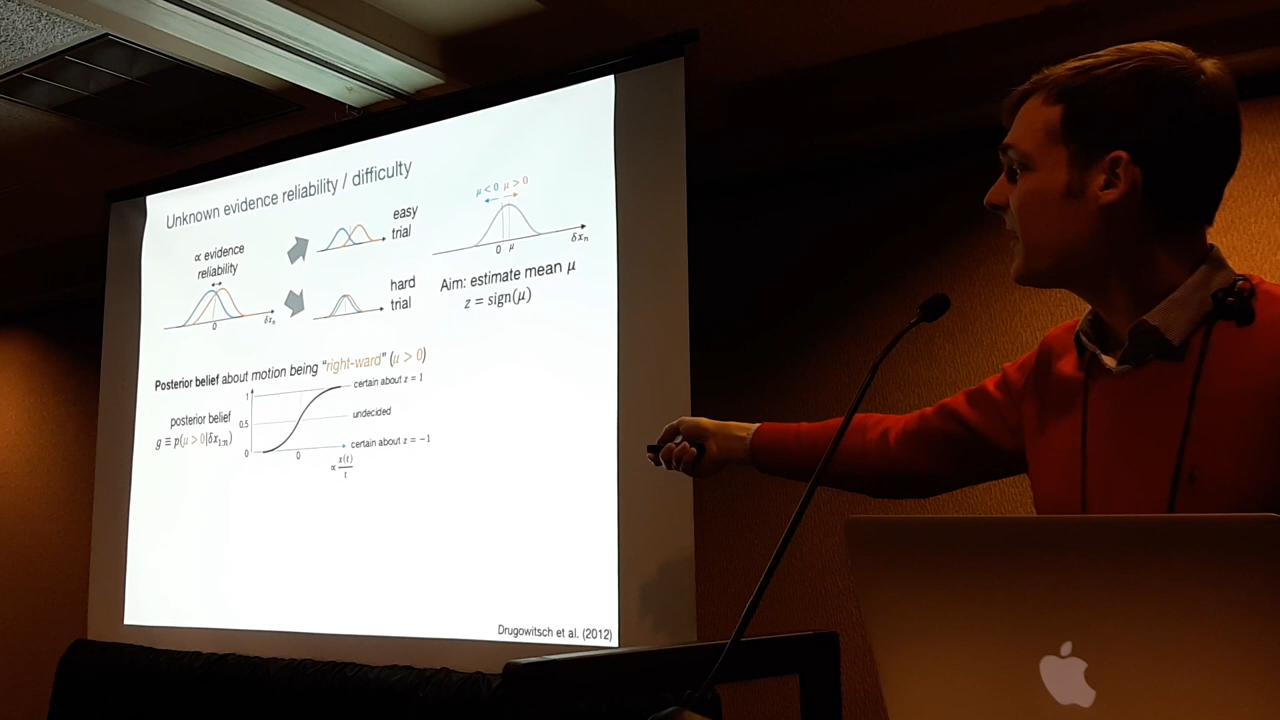 Unknown evidence reliability / difficulty
∝ evidence
reliability
0
δxₙ
easy
trial
hard
trial
μ < 0 μ > 0
0 μ
δxₙ
Aim: estimate mean μ
z = sign(μ)
Posterior belief about motion being "right-ward" (μ > 0)
posterior belief
g ≡ p(μ > 0|δx₁:ₙ)
1
0.5
0
0
certain about z = 1
undecided
certain about z = −1
∝ x(t)
t
Drugowitsch et al. (2012)